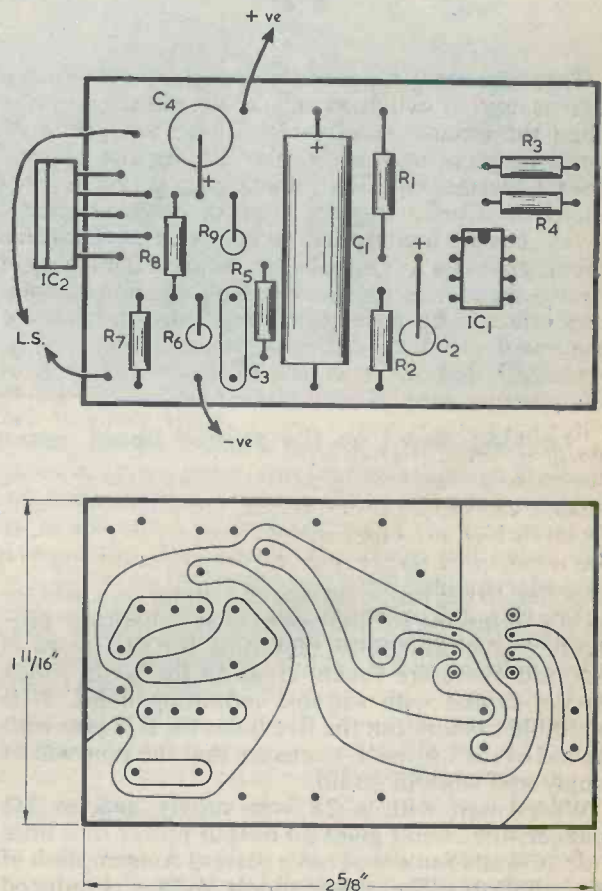 + ve
C4
+
+
R3
R1
R4
R9
R8
C1
+
IC2
R5
IC1
L.S.
R7
R6
C3
R2
C2
-ve
1 11/16"
2 5/8"